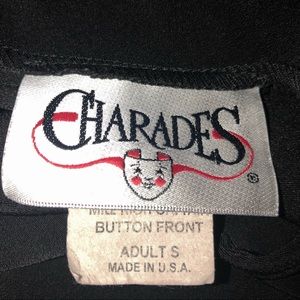 CHARADES
®
BUTTON FRONT
ADULT S
MADE IN U.S.A.